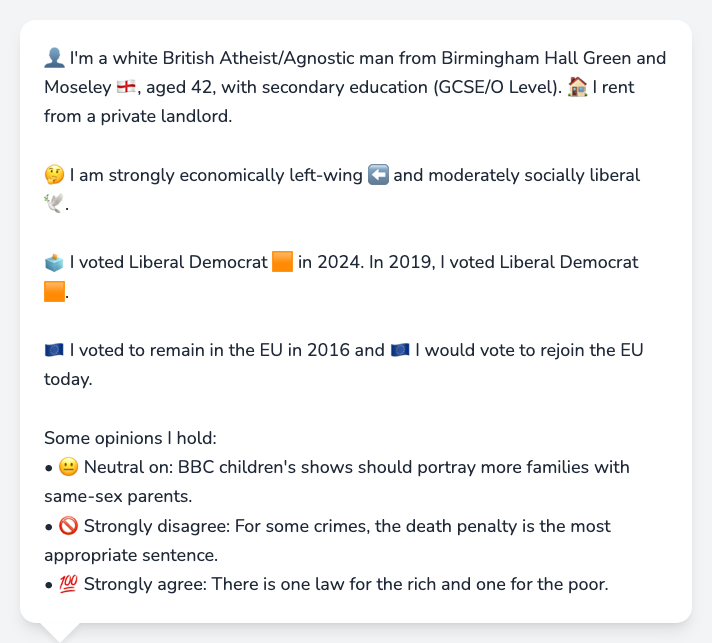 👤 I'm a white British Atheist/Agnostic man from Birmingham Hall Green and
Moseley 🏴󠁧󠁢󠁥󠁮󠁧󠁿, aged 42, with secondary education (GCSE/O Level). 🏠 I rent
from a private landlord.
🤔 I am strongly economically left-wing ⬅️ and moderately socially liberal
🕊️.
🗳️ I voted Liberal Democrat 🟧 in 2024. In 2019, I voted Liberal Democrat
🟧.
🇪🇺 I voted to remain in the EU in 2016 and 🇪🇺 I would vote to rejoin the EU
today.
Some opinions I hold:
• 😐 Neutral on: BBC children's shows should portray more families with
same-sex parents.
• 🚫 Strongly disagree: For some crimes, the death penalty is the most
appropriate sentence.
• 💯 Strongly agree: There is one law for the rich and one for the poor.